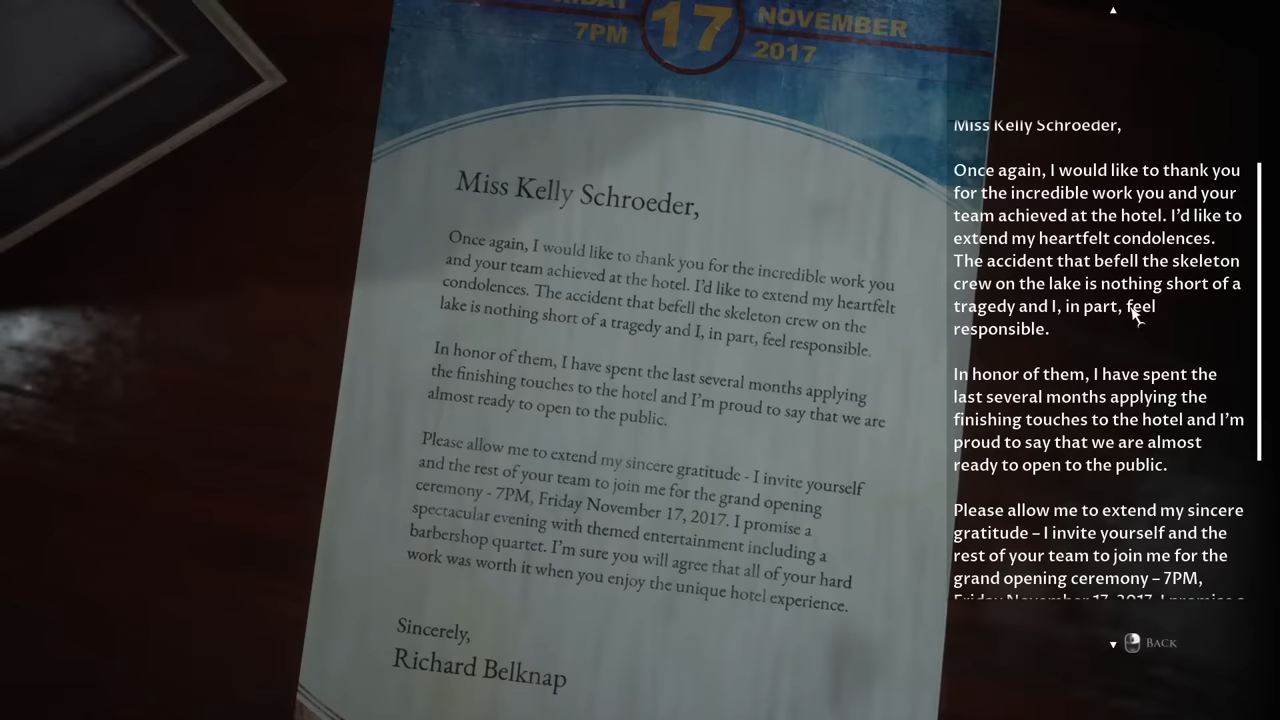 7PM
17
NOVEMBER
2017
Miss Kelly Schroeder,
Once again, I would like to thank you for the incredible work you
and your team achieved at the hotel. I'd like to extend my heartfelt
condolences. The accident that befell the skeleton crew on the
lake is nothing short of a tragedy and I, in part, feel responsible.
In honor of them, I have spent the last several months applying
the finishing touches to the hotel and I'm proud to say that we are
almost ready to open to the public.
Please allow me to extend my sincere gratitude - I invite yourself
and the rest of your team to join me for the grand opening
ceremony - 7PM, Friday November 17, 2017. I promise a
spectacular evening with themed entertainment including a
barbershop quartet. I'm sure you will agree that all of your hard
work was worth it when you enjoy the unique hotel experience.
Sincerely,
Richard Belknap
Miss Kelly Schroeder,
Once again, I would like to thank you
for the incredible work you and your
team achieved at the hotel. I'd like to
extend my heartfelt condolences.
The accident that befell the skeleton
crew on the lake is nothing short of a
tragedy and I, in part, feel
responsible.
In honor of them, I have spent the
last several months applying the
finishing touches to the hotel and I'm
proud to say that we are almost
ready to open to the public.
Please allow me to extend my sincere
gratitude – I invite yourself and the
rest of your team to join me for the
grand opening ceremony – 7PM,
Friday November 17, 2017. I promise a
BACK